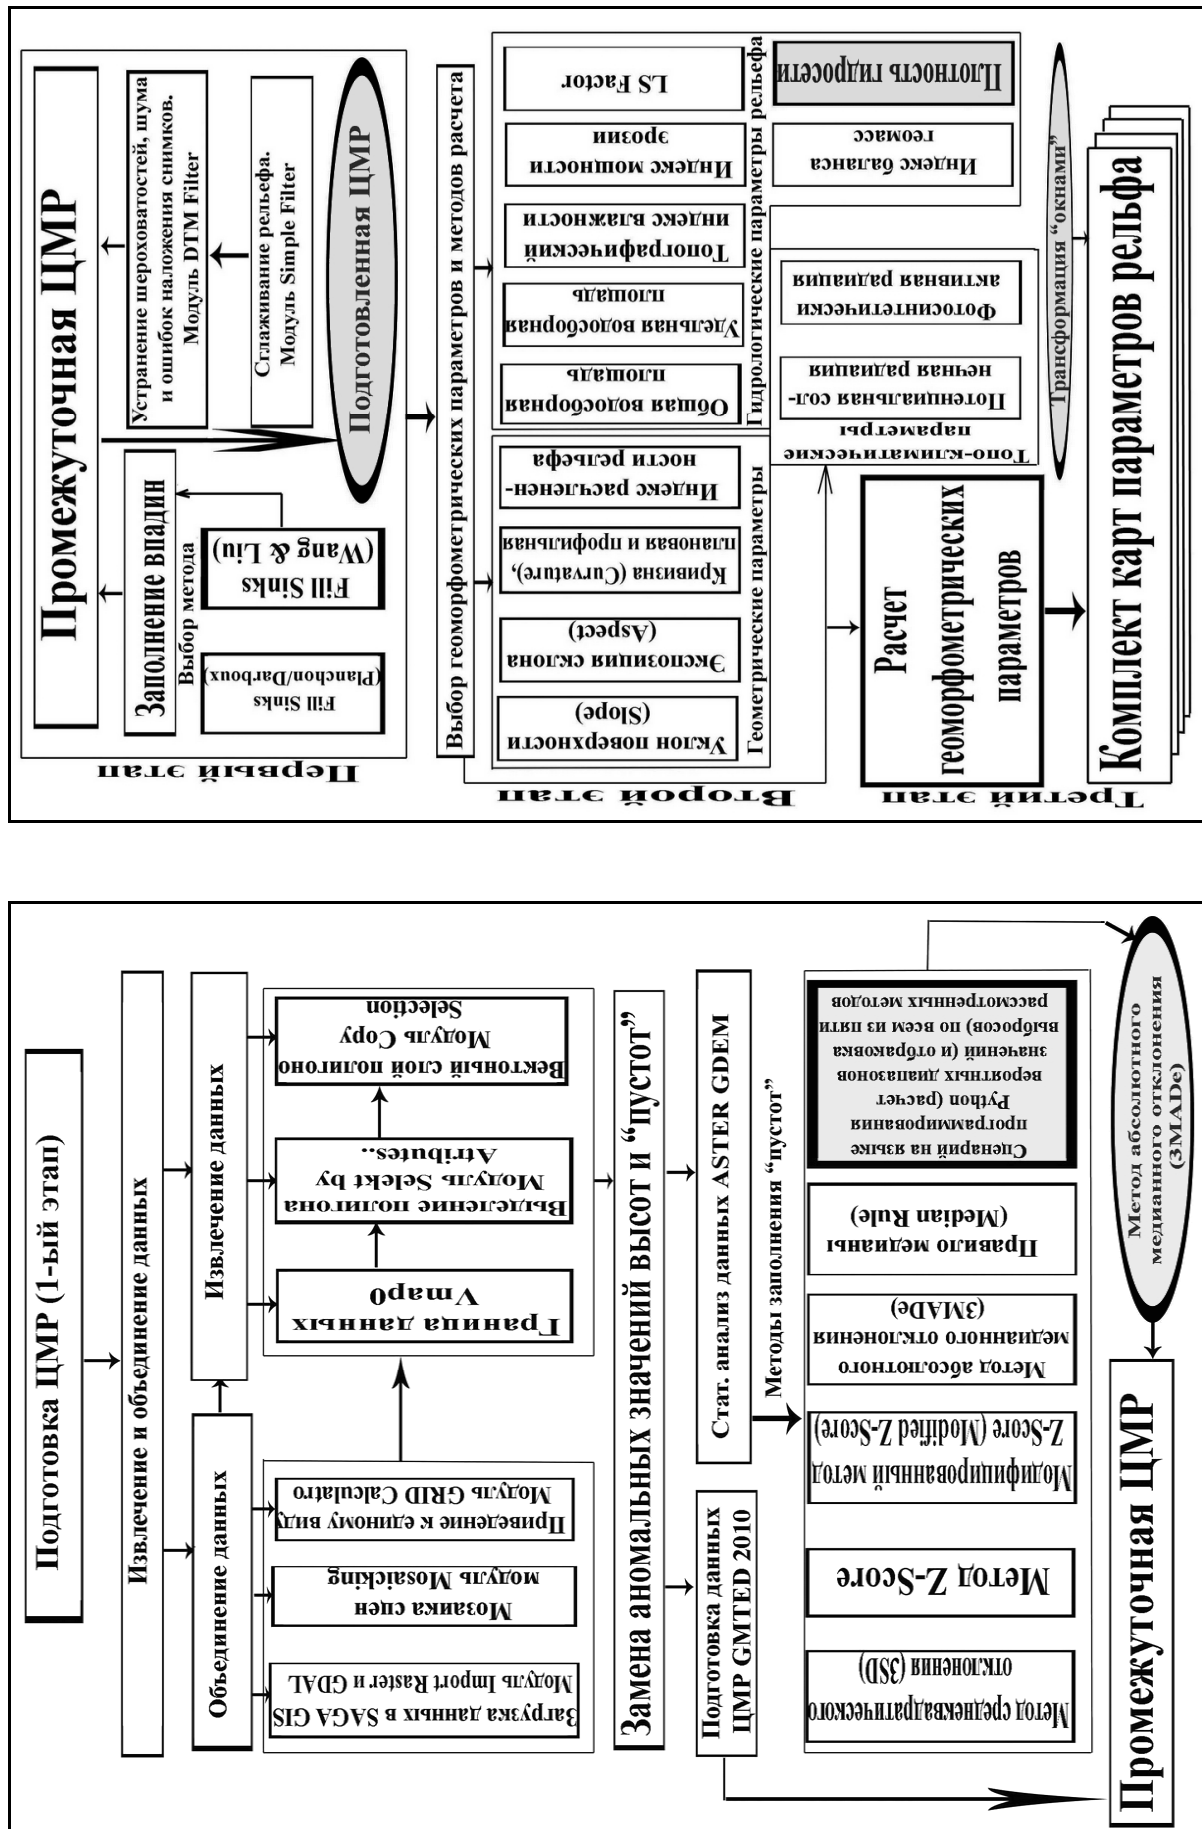 Подготовка ЦМР (1-ый этап)
Извлечение и объединение данных
Объединение данных
Извлечение данных
Загрузка данных в SAGA GIS
Модуль Import Raster и GDAL
Мозаика сцен
модуль Mosaicking
Приведение к единому виду
Модуль GRID Calculatro
Граница данных
Vmap0
Выделение полигона
Модуль Selekt by
Atributes..
Вектоный слой полигоно
Модуль Copy
Selection
Замена аномальных значений высот и “пустот”
Подготовка данных
ЦМР GMTED 2010
Стат. анализ данных ASTER GDEM
Методы заполнения “пустот”
Метод среднеквадратического
отклонения (3SD)
Метод Z-Score
Модифицированный метод
Z-Score (Modified Z-Score)
Метод абсолютного
медианного отклонения
(3MADe)
Правило медианы
(Median Rule)
Сценарий на языке
программирования
Python (расчет
вероятных диапазонов
значений (и отбраковка
выбросов) по всем из пяти
рассмотренных методов
Метод абсолютного
медианного отклонения
(3MADe)
Промежуточная ЦМР
Первый этап
Промежуточная ЦМР
Заполнение впадин
Выбор метода
Fill Sinks
(Planchon/Darboux)
Fill Sinks
(Wang & Liu)
Устранение шероховатостей, шума
и ошибок наложения снимков.
Модуль DTM Filter
Сглаживание рельефа.
Модуль Simple Filter
Подготовленная ЦМР
Второй этап
Выбор геоморфометрических параметров и методов расчета
Уклон поверхности
(Slope)
Экспозиция склона
(Aspect)
Кривизна (Curvature),
плановая и профильная
Индекс расчленен-
ности рельефа
Геометрические параметры
Общая водосборная
площадь
Удельная водосборная
площадь
Топографический
индекс влажности
Индекс мощности
эрозии
LS Factor
Гидрологические параметры рельефа
Индекс баланса
геомасс
Плотность гидросети
Топо-климатические
параметры
Потенциальная сол-
нечная радиация
Фотосинтетически
активная радиация
Третий этап
Расчет
геоморфометрических
параметров
Трансформация “окнами”
Комплект карт параметров рельфа